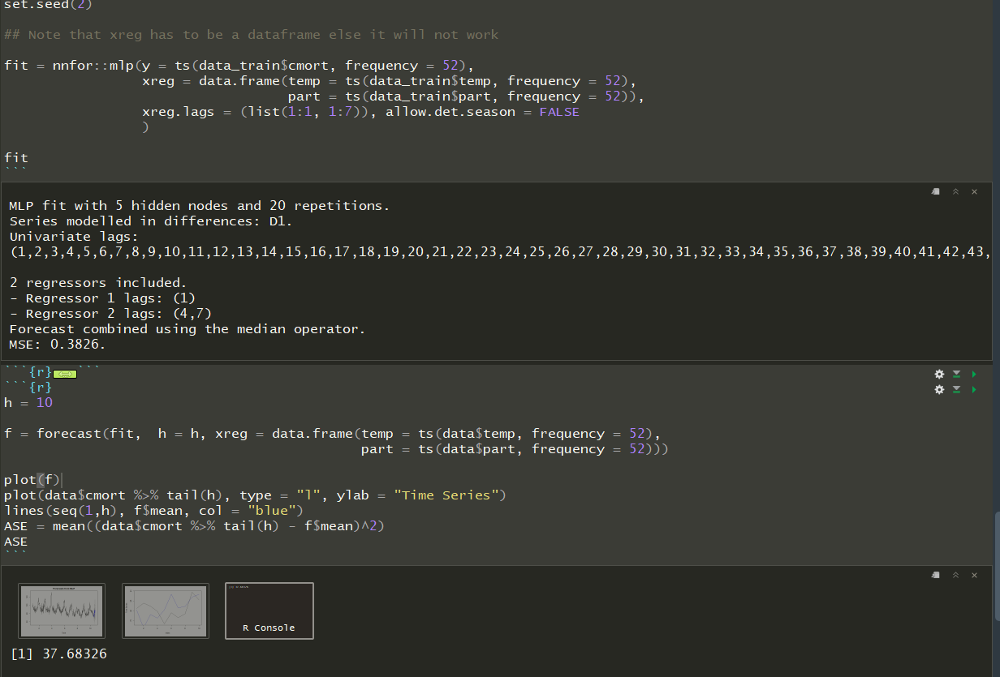 set.seed(2)
## Note that xreg has to be a dataframe else it will not work
fit = nnfor::mlp(y = ts(data_train$cmort, frequency = 52),
xreg = data.frame(temp = ts(data_train$temp, frequency = 52),
part = ts(data_train$part, frequency = 52)),
xreg.lags = (list(1:1, 1:7)), allow.det.season = FALSE
)
fit
```
MLP fit with 5 hidden nodes and 20 repetitions.
Series modelled in differences: D1.
Univariate lags:
(1,2,3,4,5,6,7,8,9,10,11,12,13,14,15,16,17,18,19,20,21,22,23,24,25,26,27,28,29,30,31,32,33,34,35,36,37,38,39,40,41,42,43,
2 regressors included.
- Regressor 1 lags: (1)
- Regressor 2 lags: (4,7)
Forecast combined using the median operator.
MSE: 0.3826.
```{r} ```
```{r}
h = 10
f = forecast(fit,  h = h, xreg = data.frame(temp = ts(data$temp, frequency = 52),
part = ts(data$part, frequency = 52)))
plot(f)
plot(data$cmort %>% tail(h), type = "l", ylab = "Time Series")
lines(seq(1,h), f$mean, col = "blue")
ASE = mean((data$cmort %>% tail(h) - f$mean)^2)
ASE
```
R Console
[1] 37.68326